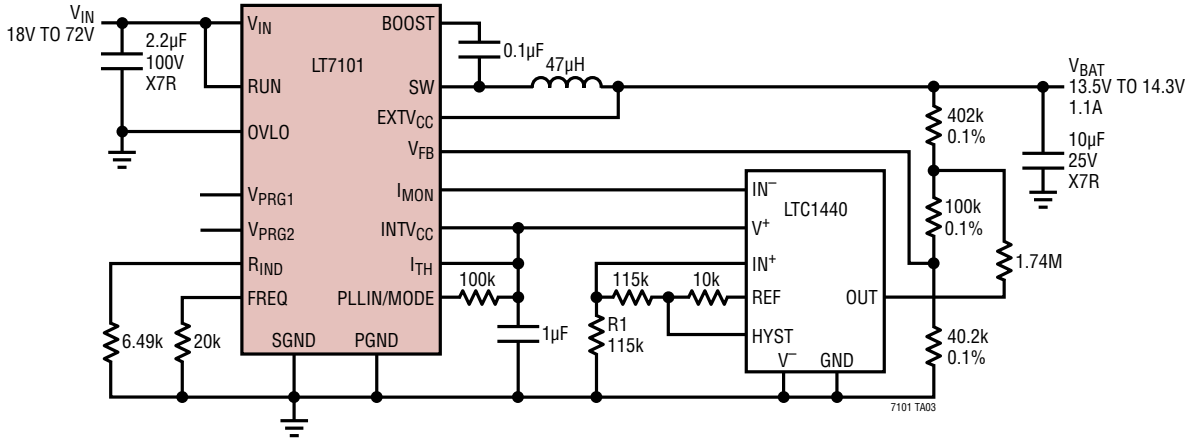 VIN
18V TO 72V
2.2µF
100V
X7R
VIN
RUN
OVLO
VPRG1
VPRG2
RIND
FREQ
LT7101
BOOST
SW
EXTVCC
VFB
IMON
INTVCC
ITH
PLLIN/MODE
SGND
PGND
6.49k
20k
0.1µF
47µH
100k
1µF
R1
115k
115k
10k
IN–
V+
IN+
REF
HYST
V–
GND
LTC1440
OUT
402k
0.1%
100k
0.1%
1.74M
40.2k
0.1%
VBAT
13.5V TO 14.3V
1.1A
10µF
25V
X7R
7101 TA03